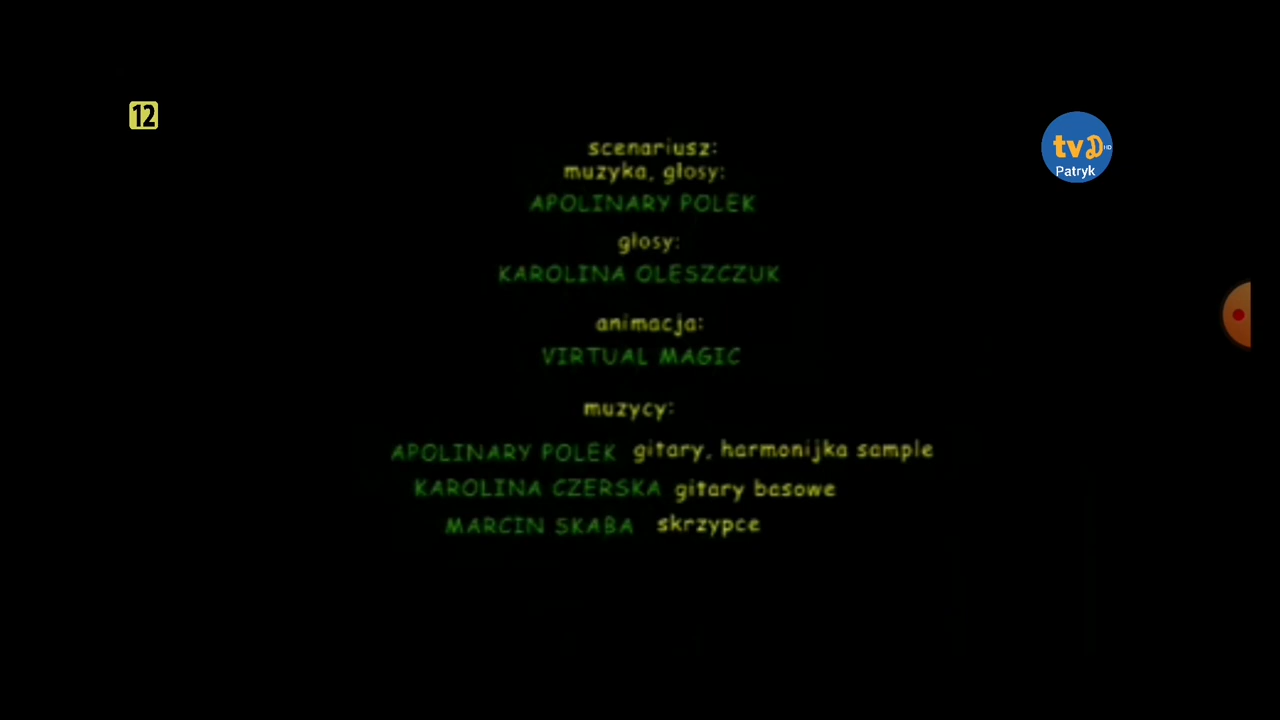 12
tvD HD
Patryk
scenariusz:
muzyka, głosy:
APOLINARY POLEK
głosy:
KAROLINA OLESZCZUK
animacja:
VIRTUAL MAGIC
muzycy:
APOLINARY POLEK gitary, harmonijka sample
KAROLINA CZERSKA gitary basowe
MARCIN SKABA skrzypce